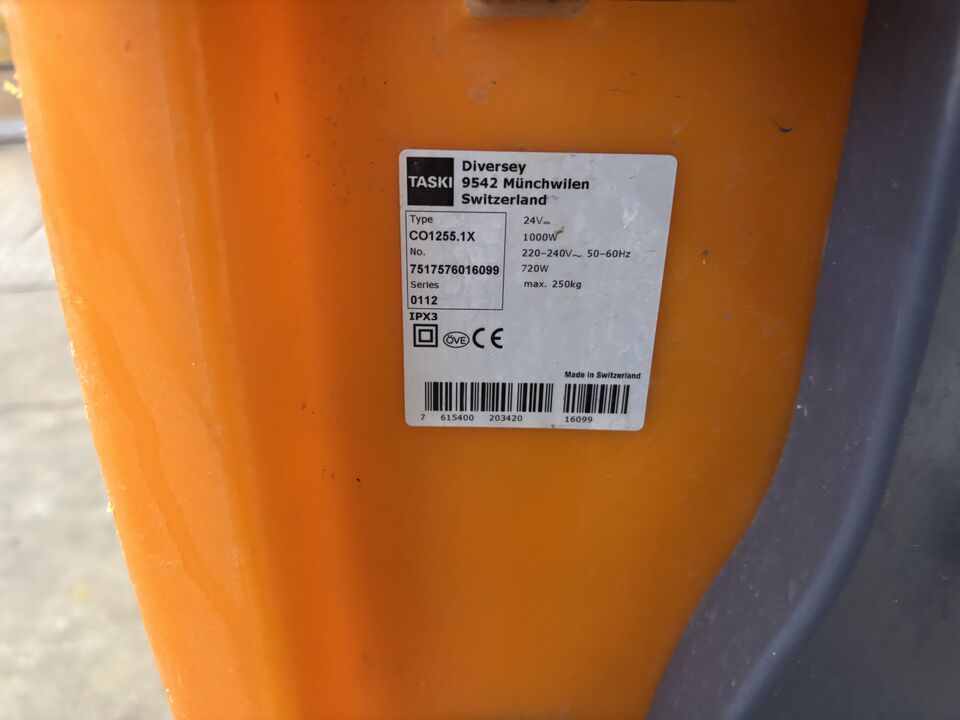 TASKI
Diversey
9542 Münchwilen
Switzerland
Type
CO1255.1X
No.
7517576016099
Series
0112
24V⎓
1000W
220-240V~ 50-60Hz
720W
max. 250kg
IPX3
ÖVE CE
Made in Switzerland
7 615400 203420
16099